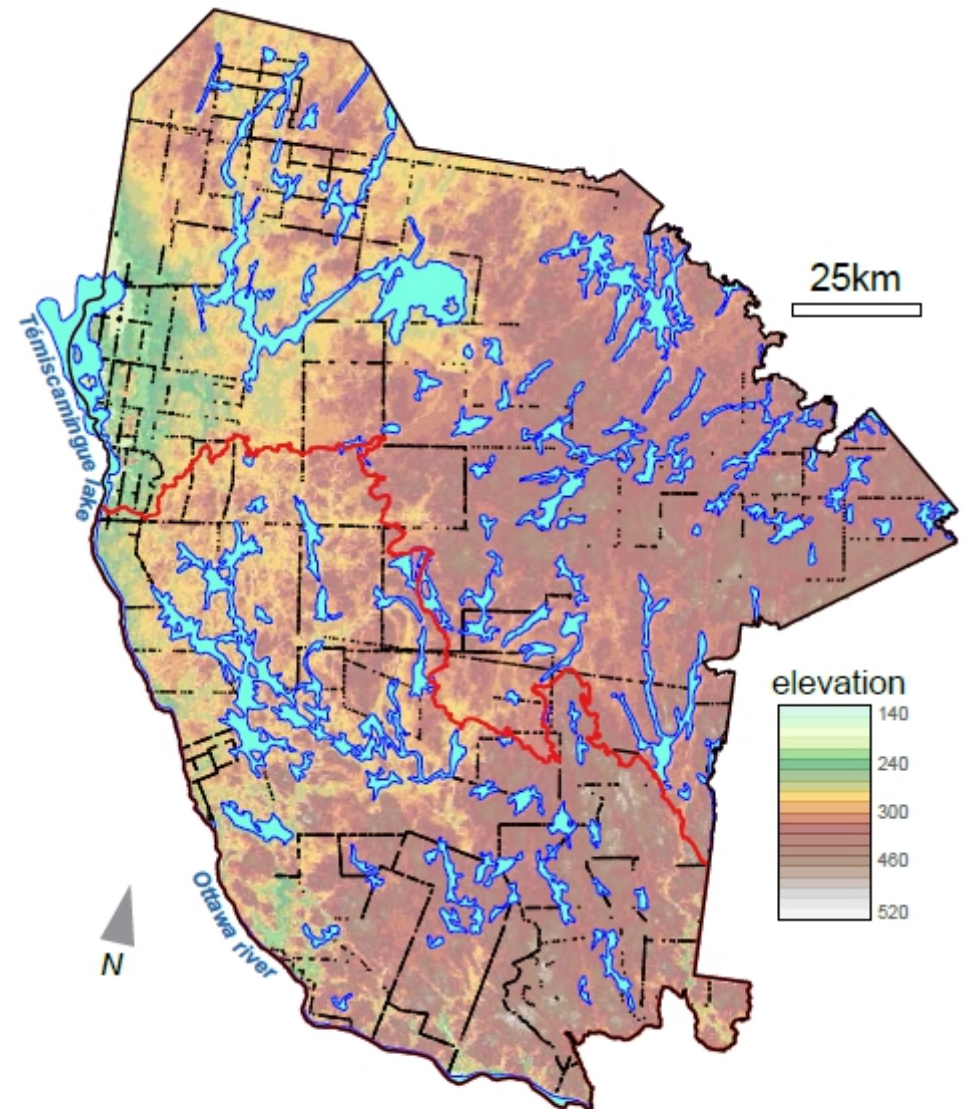 25km
Témiscamingue lake
elevation
140
240
300
460
520
Ottawa river
N